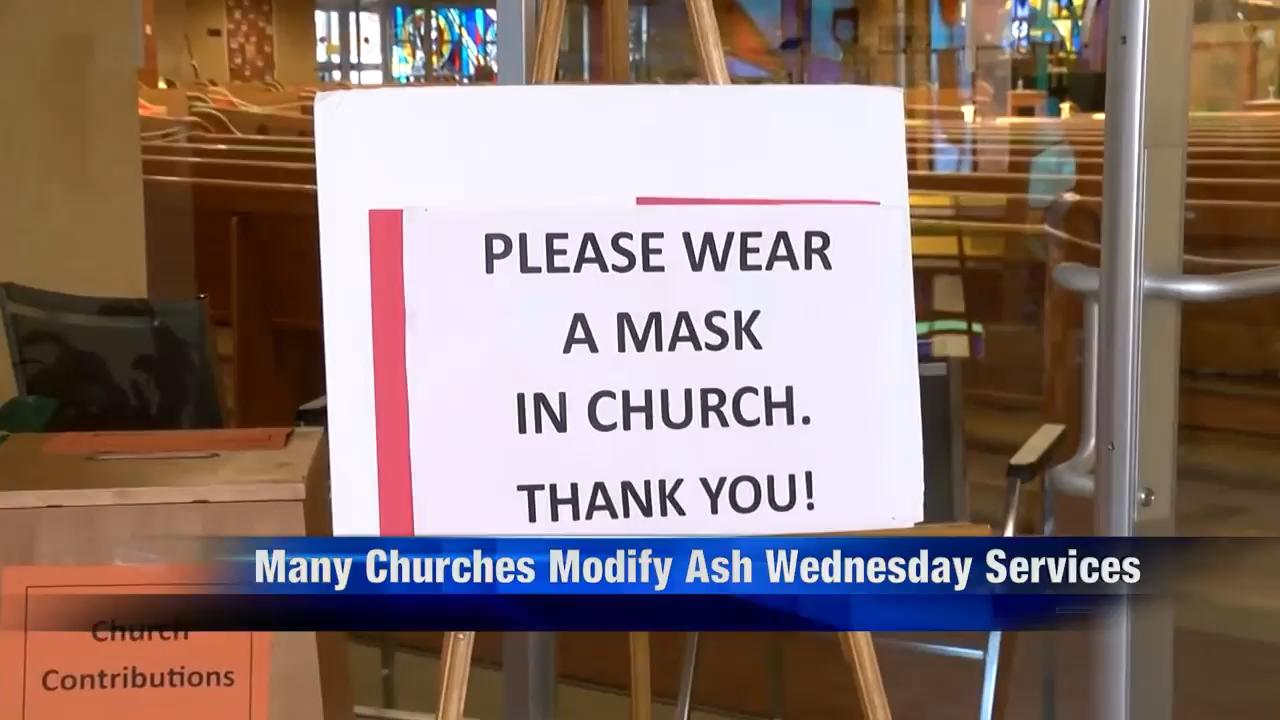 PLEASE WEAR
A MASK
IN CHURCH.
THANK YOU!
Many Churches Modify Ash Wednesday Services
Church
Contributions